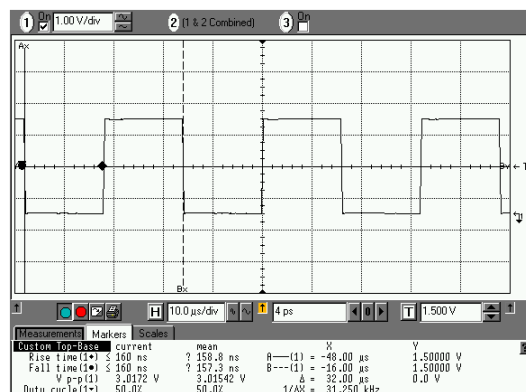 1 On 1.00 V/div 2 (1 & 2 Combined) 3 On
Ax
Bx
H 10.0 µs/div 4 ps 0 T 1.500 V
Measurements Markers Scales
Custom Top-Base current mean X Y
Rise time(1•) ≤ 160 ns ? 158.8 ns A——(1) = -48.00 µs 1.50000 V
Fall time(1•) ≤ 160 ns ? 157.3 ns B---(1) = -16.00 µs 1.50000 V
V p-p(1) 3.0172 V 3.01542 V Δ = 32.00 µs 0.0 V
Duty cycle(1•) 50.0% 50.0% 1/ΔX = 31.250 kHz